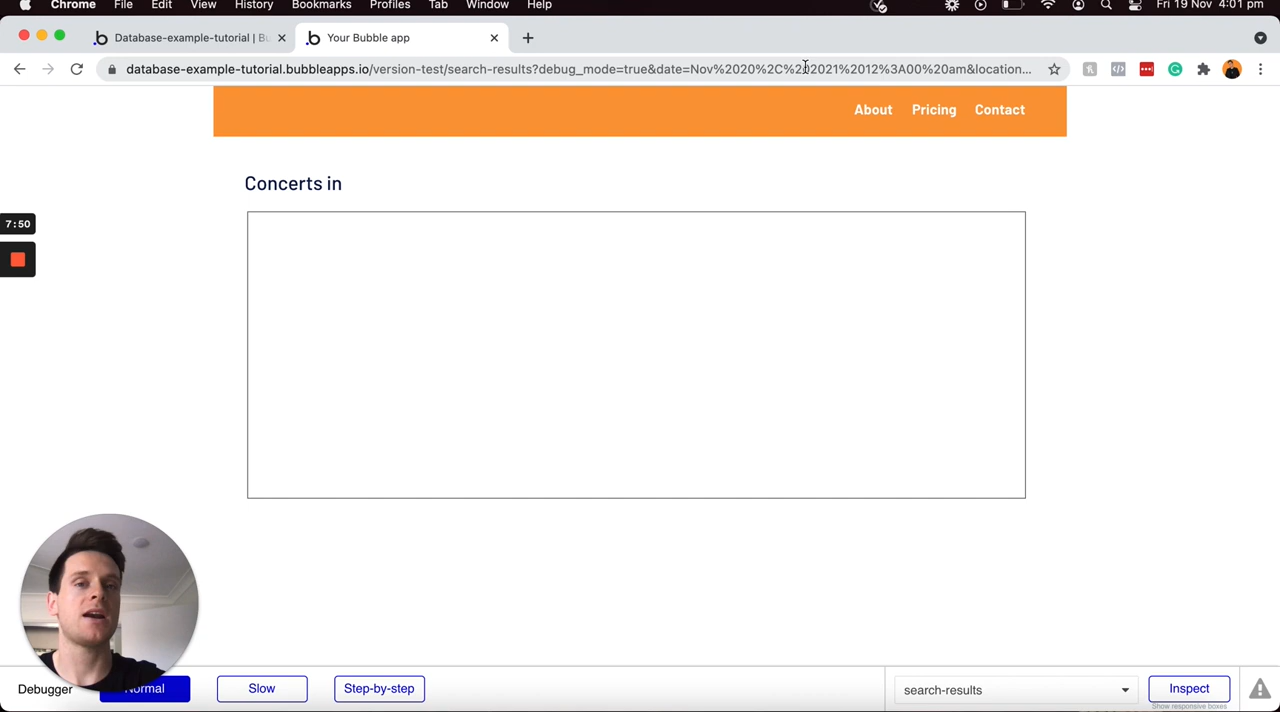 Chrome File Edit View History Bookmarks Profiles Tab Window Help Fri 19 Nov 4:01 pm
Database-example-tutorial | Bu
Your Bubble app
database-example-tutorial.bubbleapps.io/version-test/search-results?debug_mode=true&date=Nov%2020%2C%202021%2012%3A00%20am&location...
About Pricing Contact
Concerts in
7:50
Debugger
Normal
Slow
Step-by-step
search-results
Inspect
Show responsive boxes